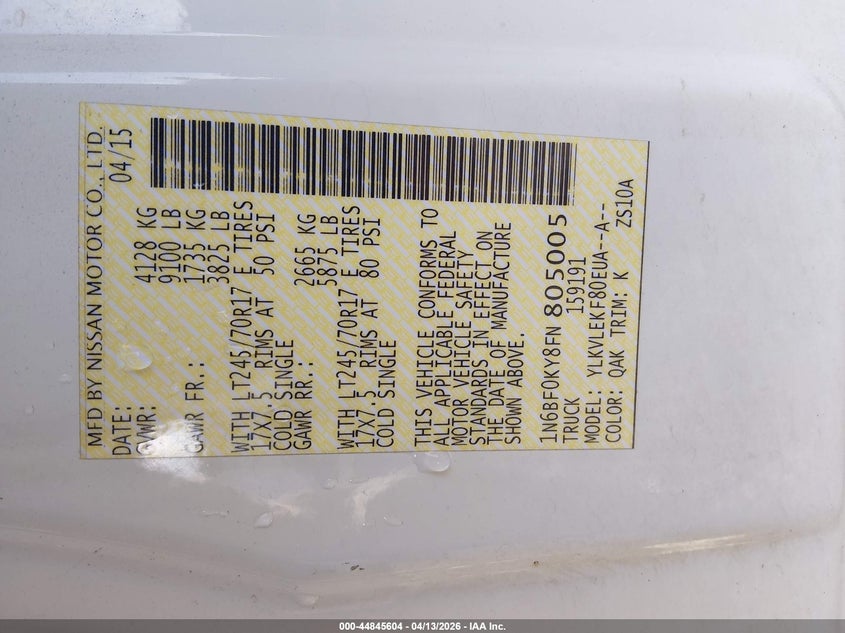 MFD BY NISSAN MOTOR CO., LTD.
DATE: 04/15
GVWR: 4128 KG
9100 LB
GAWR FR.: 1735 KG
3825 LB
WITH LT245/70R17 E TIRES
17X7.5 RIMS AT 50 PSI
COLD SINGLE
GAWR RR.: 2665 KG
5875 LB
WITH LT245/70R17 E TIRES
17X7.5 RIMS AT 80 PSI
COLD SINGLE
THIS VEHICLE CONFORMS TO
ALL APPLICABLE FEDERAL
MOTOR VEHICLE SAFETY
STANDARDS IN EFFECT ON
THE DATE OF MANUFACTURE
SHOWN ABOVE.
1N6BF0KY8FN 805005
TRUCK 159191
MODEL: YLKVLEKF80EUA--A--
COLOR: QAK TRIM: K ZS10A
000-44845604 - 04/13/2026 - IAA Inc.